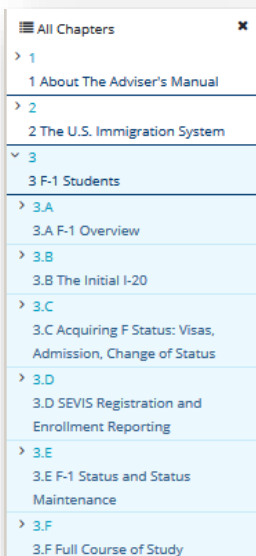 All Chapters
1
1 About The Adviser's Manual
2
2 The U.S. Immigration System
3
3 F-1 Students
3.A
3.A F-1 Overview
3.B
3.B The Initial I-20
3.C
3.C Acquiring F Status: Visas,
Admission, Change of Status
3.D
3.D SEVIS Registration and
Enrollment Reporting
3.E
3.E F-1 Status and Status
Maintenance
3.F
3.F Full Course of Study